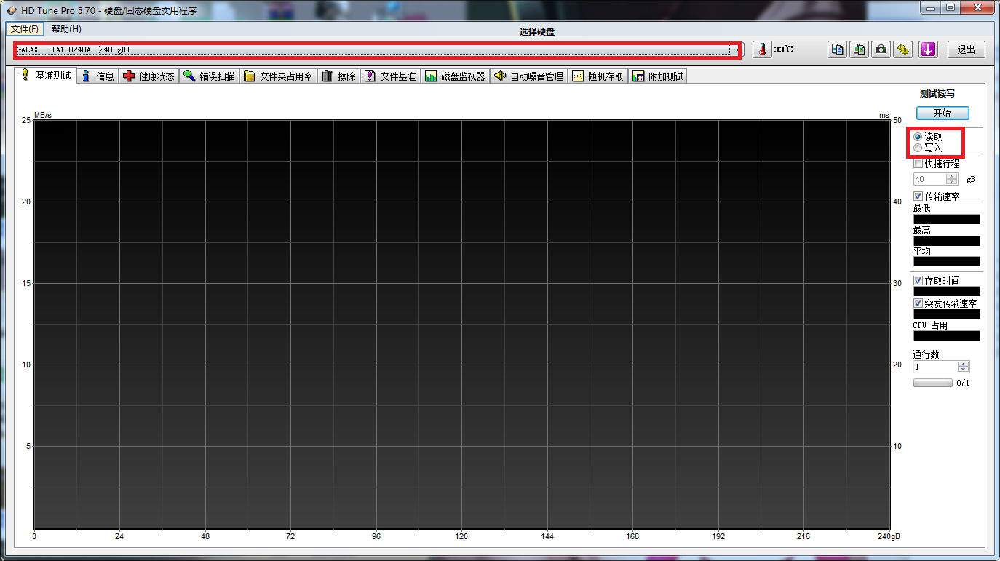 HD Tune Pro 5.70 - 硬盘/固态硬盘实用程序
文件(F) 帮助(H)
选择硬盘
GALAX TA1D0240A (240 gB)
33℃
退出
基准测试 信息 健康状态 错误扫描 文件夹占用率 擦除 文件基准 磁盘监视器 自动噪音管理 随机存取 附加测试
测试读写
开始
读取
写入
快捷行程
40 gB
传输速率
最低
最高
平均
存取时间
突发传输速率
CPU 占用
通行数
1
0/1
MB/s
ms
25
20
15
10
5
50
40
30
20
10
0 24 48 72 96 120 144 168 192 216 240gB